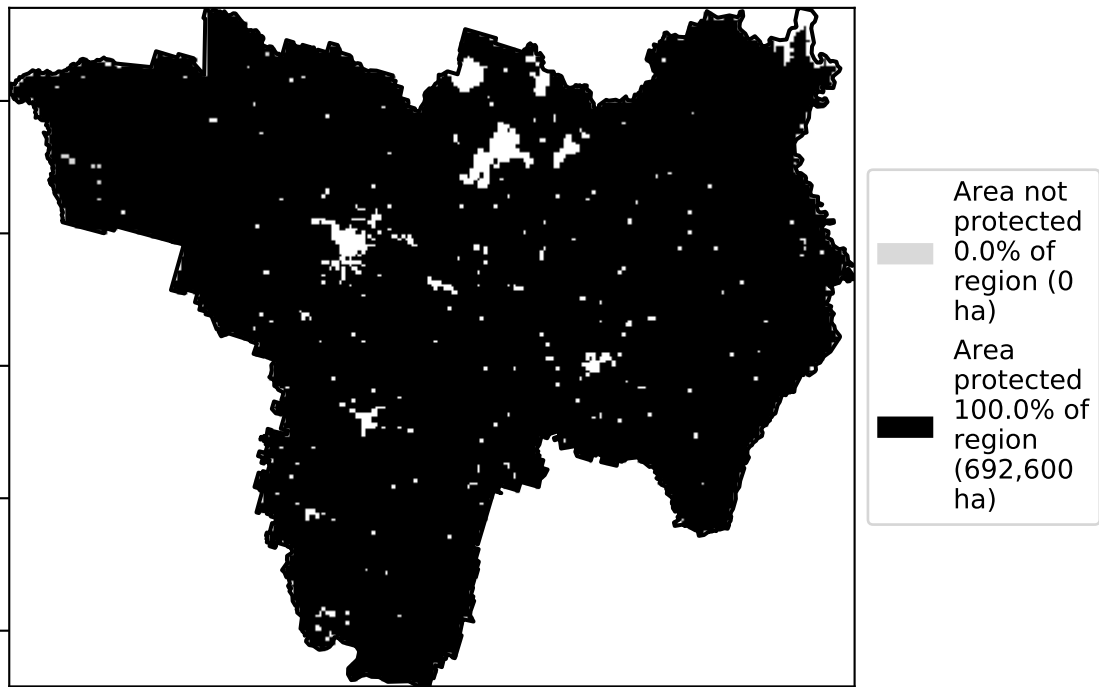 Area not
protected
0.0% of
region (0
ha)
Area
protected
100.0% of
region
(692,600
ha)